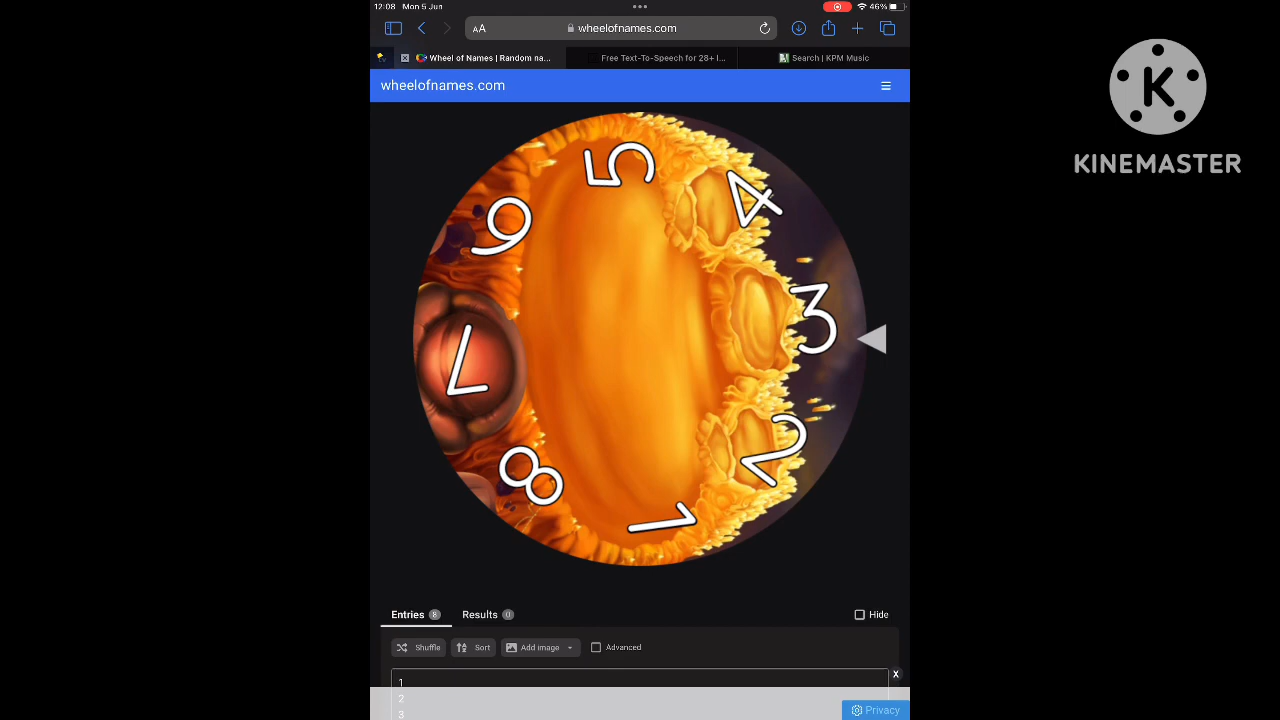 12:08 Mon 5 Jun
46%
AA
wheelofnames.com
Wheel of Names | Random na...
Free Text-To-Speech for 28+ l...
Search | KPM Music
wheelofnames.com
K
KINEMASTER
5
4
6
3
7
2
8
1
Entries 8
Results 0
Hide
Shuffle
Sort
Add image
Advanced
1
X
2
3
Privacy